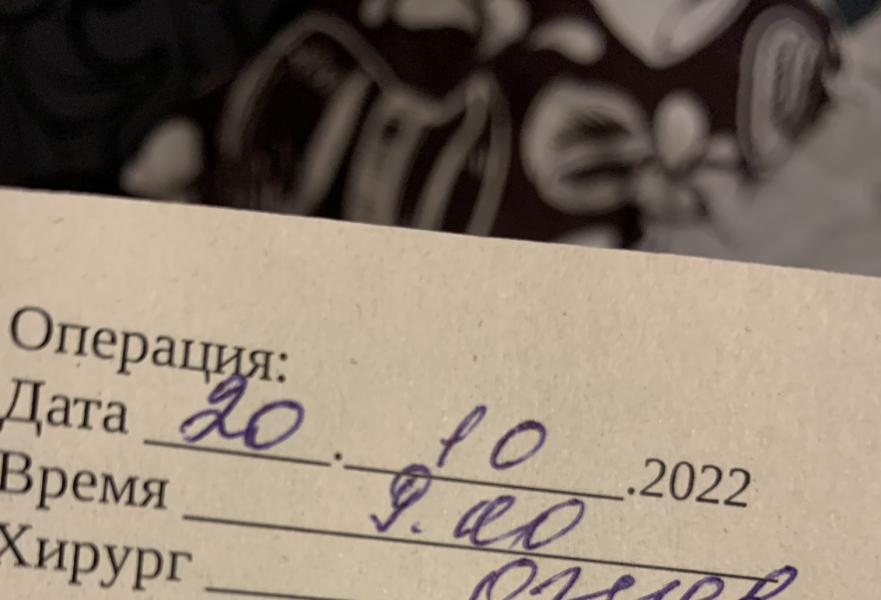 Операция:
Дата 20.10.2022
Время 9.00
Хирург